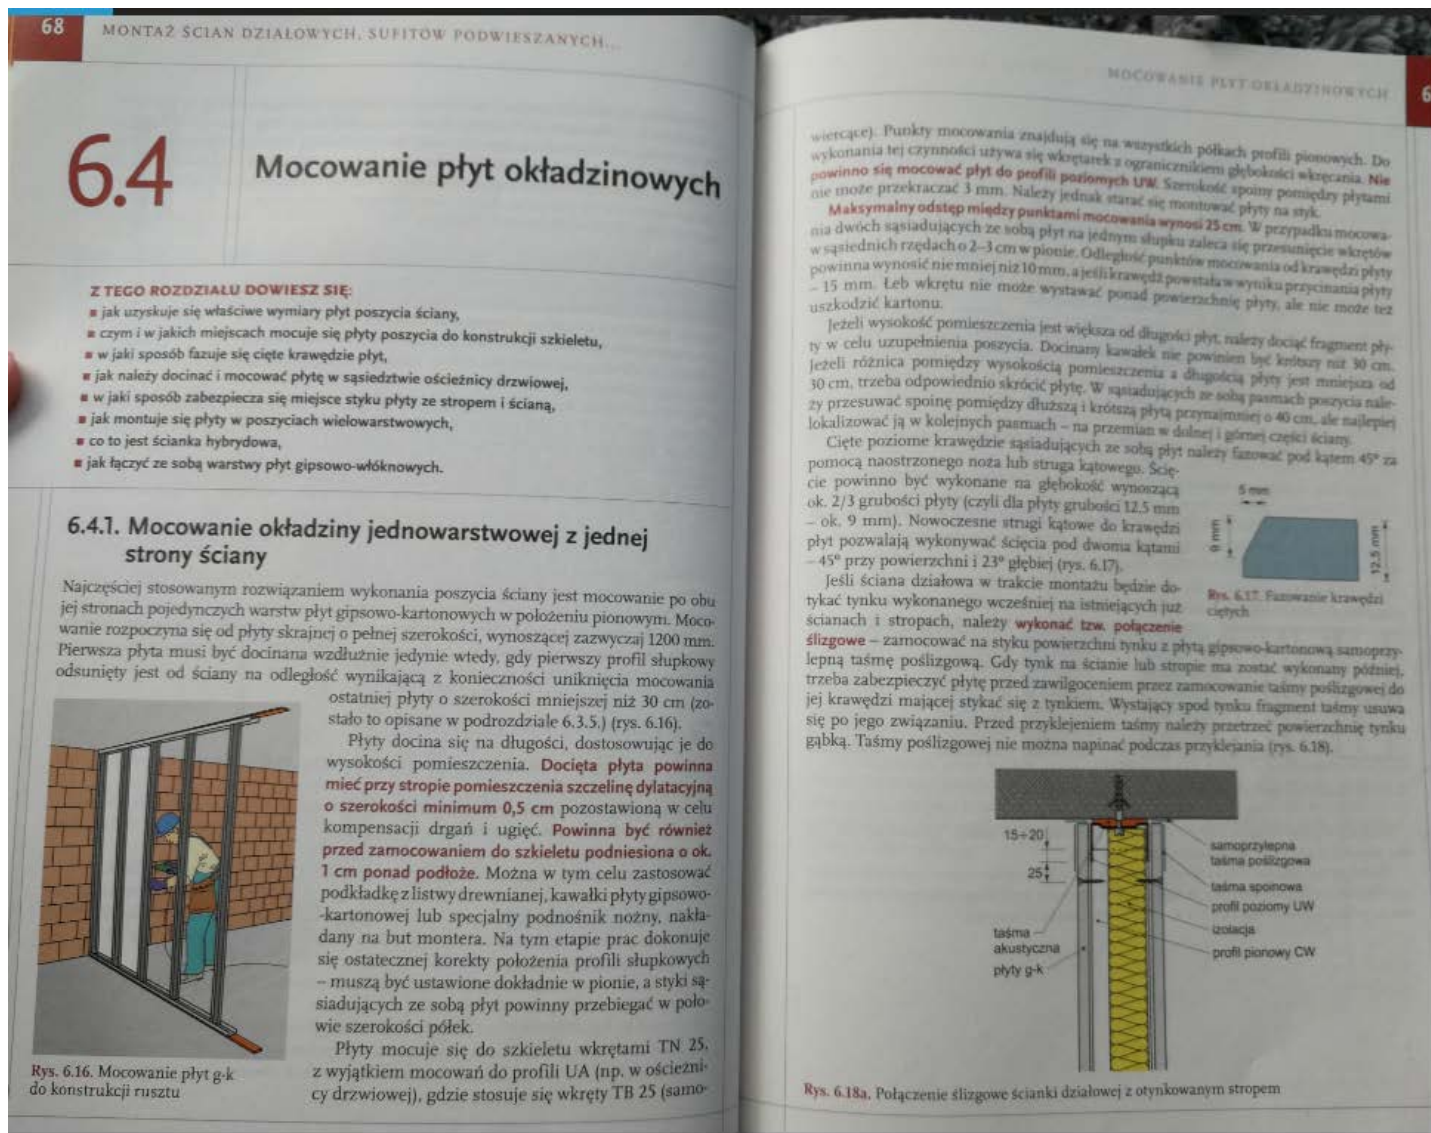 68
MONTAŻ ŚCIAN DZIAŁOWYCH, SUFITÓW PODWIESZANYCH...
6.4
Mocowanie płyt okładzinowych
Z TEGO ROZDZIAŁU DOWIESZ SIĘ:
■ jak uzyskuje się właściwe wymiary płyt poszycia ściany,
■ czym i w jakich miejscach mocuje się płyty poszycia do konstrukcji szkieletu,
■ w jaki sposób fazuje się cięte krawędzie płyt,
■ jak należy docinać i mocować płytę w sąsiedztwie ościeżnicy drzwiowej,
■ w jaki sposób zabezpiecza się miejsce styku płyty ze stropem i ścianą,
■ jak montuje się płyty w poszyciach wielowarstwowych,
■ co to jest ścianka hybrydowa,
■ jak łączyć ze sobą warstwy płyt gipsowo-włóknowych.
6.4.1. Mocowanie okładziny jednowarstwowej z jednej
strony ściany
Najczęściej stosowanym rozwiązaniem wykonania poszycia ściany jest mocowanie po obu
jej stronach pojedynczych warstw płyt gipsowo-kartonowych w położeniu pionowym. Moco-
wanie rozpoczyna się od płyty skrajnej o pełnej szerokości, wynoszącej zazwyczaj 1200 mm.
Pierwsza płyta musi być docinana wzdłużnie jedynie wtedy, gdy pierwszy profil słupkowy
odsunięty jest od ściany na odległość wynikającą z konieczności uniknięcia mocowania
ostatniej płyty o szerokości mniejszej niż 30 cm (zo-
stało to opisane w podrozdziale 6.3.5.) (rys. 6.16).
Płyty docina się na długości, dostosowując je do
wysokości pomieszczenia. Docięta płyta powinna
mieć przy stropie pomieszczenia szczelinę dylatacyjną
o szerokości minimum 0,5 cm pozostawioną w celu
kompensacji drgań i ugięć. Powinna być również
przed zamocowaniem do szkieletu podniesiona o ok.
1 cm ponad podłoże. Można w tym celu zastosować
podkładkę z listwy drewnianej, kawałki płyty gipsowo-
-kartonowej lub specjalny podnośnik nożny, nakła-
dany na but montera. Na tym etapie prac dokonuje
się ostatecznej korekty położenia profili słupkowych
– muszą być ustawione dokładnie w pionie, a styki są-
siadujących ze sobą płyt powinny przebiegać w poło-
wie szerokości półek.
Płyty mocuje się do szkieletu wkrętami TN 25,
z wyjątkiem mocowań do profili UA (np. w ościeżni-
cy drzwiowej), gdzie stosuje się wkręty TB 25 (samo-
Rys. 6.16. Mocowanie płyt g-k
do konstrukcji rusztu
MOCOWANIE PŁYT OKŁADZINOWYCH
6
wiercące). Punkty mocowania znajdują się na wszystkich półkach profili pionowych. Do
wykonania tej czynności używa się wkrętarek z ogranicznikiem głębokości wkręcania. Nie
powinno się mocować płyt do profili poziomych UW. Szerokość spoiny pomiędzy płytami
nie może przekraczać 3 mm. Należy jednak starać się montować płyty na styk.
Maksymalny odstęp między punktami mocowania wynosi 25 cm. W przypadku mocowa-
nia dwóch sąsiadujących ze sobą płyt na jednym słupku zaleca się przesunięcie wkrętów
w sąsiednich rzędach o 2–3 cm w pionie. Odległość punktów mocowania od krawędzi płyty
powinna wynosić nie mniej niż 10 mm, a jeśli krawędź powstała w wyniku przycinania płyty
– 15 mm. Łeb wkrętu nie może wystawać ponad powierzchnię płyty, ale nie może też
uszkodzić kartonu.
Jeżeli wysokość pomieszczenia jest większa od długości płyt, należy dociąć fragment pły-
ty w celu uzupełnienia poszycia. Docinany kawałek nie powinien być krótszy niż 30 cm.
Jeżeli różnica pomiędzy wysokością pomieszczenia a długością płyty jest mniejsza od
30 cm, trzeba odpowiednio skrócić płytę. W sąsiadujących ze sobą pasmach poszycia nale-
ży przesuwać spoinę pomiędzy dłuższą i krótszą płytą przynajmniej o 40 cm, ale najlepiej
lokalizować ją w kolejnych pasmach – na przemian w dolnej i górnej części ściany.
Cięte poziome krawędzie sąsiadujących ze sobą płyt należy fazować pod kątem 45° za
pomocą naostrzonego noża lub struga kątowego. Ścię-
cie powinno być wykonane na głębokość wynoszącą
ok. 2/3 grubości płyty (czyli dla płyty grubości 12,5 mm
– ok. 9 mm). Nowoczesne strugi kątowe do krawędzi
płyt pozwalają wykonywać ścięcia pod dwoma kątami
– 45° przy powierzchni i 23° głębiej (rys. 6.17).
5 mm
9 mm
12,5 mm
Rys. 6.17. Fazowanie krawędzi
ciętych
Jeśli ściana działowa w trakcie montażu będzie do-
tykać tynku wykonanego wcześniej na istniejących już
ścianach i stropach, należy wykonać tzw. połączenie
ślizgowe – zamocować na styku powierzchni tynku z płytą gipsowo-kartonową samoprzy-
lepną taśmę poślizgową. Gdy tynk na ścianie lub stropie ma zostać wykonany później,
trzeba zabezpieczyć płytę przed zawilgoceniem przez zamocowanie taśmy poślizgowej do
jej krawędzi mającej stykać się z tynkiem. Wystający spod tynku fragment taśmy usuwa
się po jego związaniu. Przed przyklejeniem taśmy należy przetrzeć powierzchnię tynku
gąbką. Taśmy poślizgowej nie można napinać podczas przyklejania (rys. 6.18).
15÷20
25
samoprzylepna
taśma poślizgowa
taśma spoinowa
profil poziomy UW
izolacja
profil pionowy CW
taśma
akustyczna
płyty g-k
Rys. 6.18a. Połączenie ślizgowe ścianki działowej z otynkowanym stropem